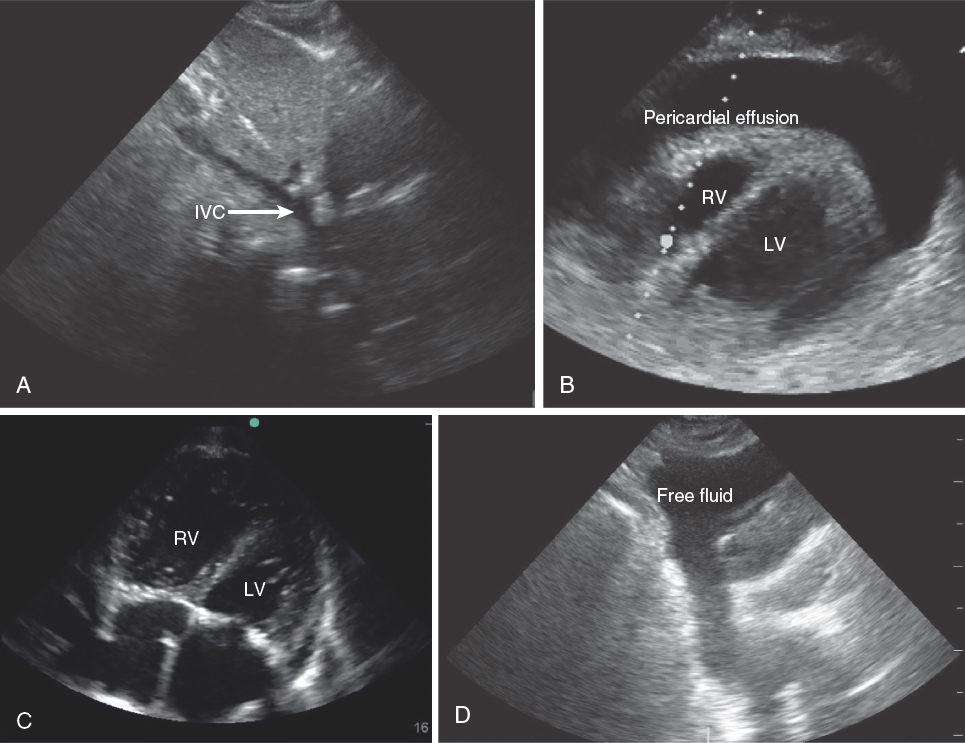 IVC
A
Pericardial effusion
RV
LV
B
RV
LV
C
16
Free fluid
D